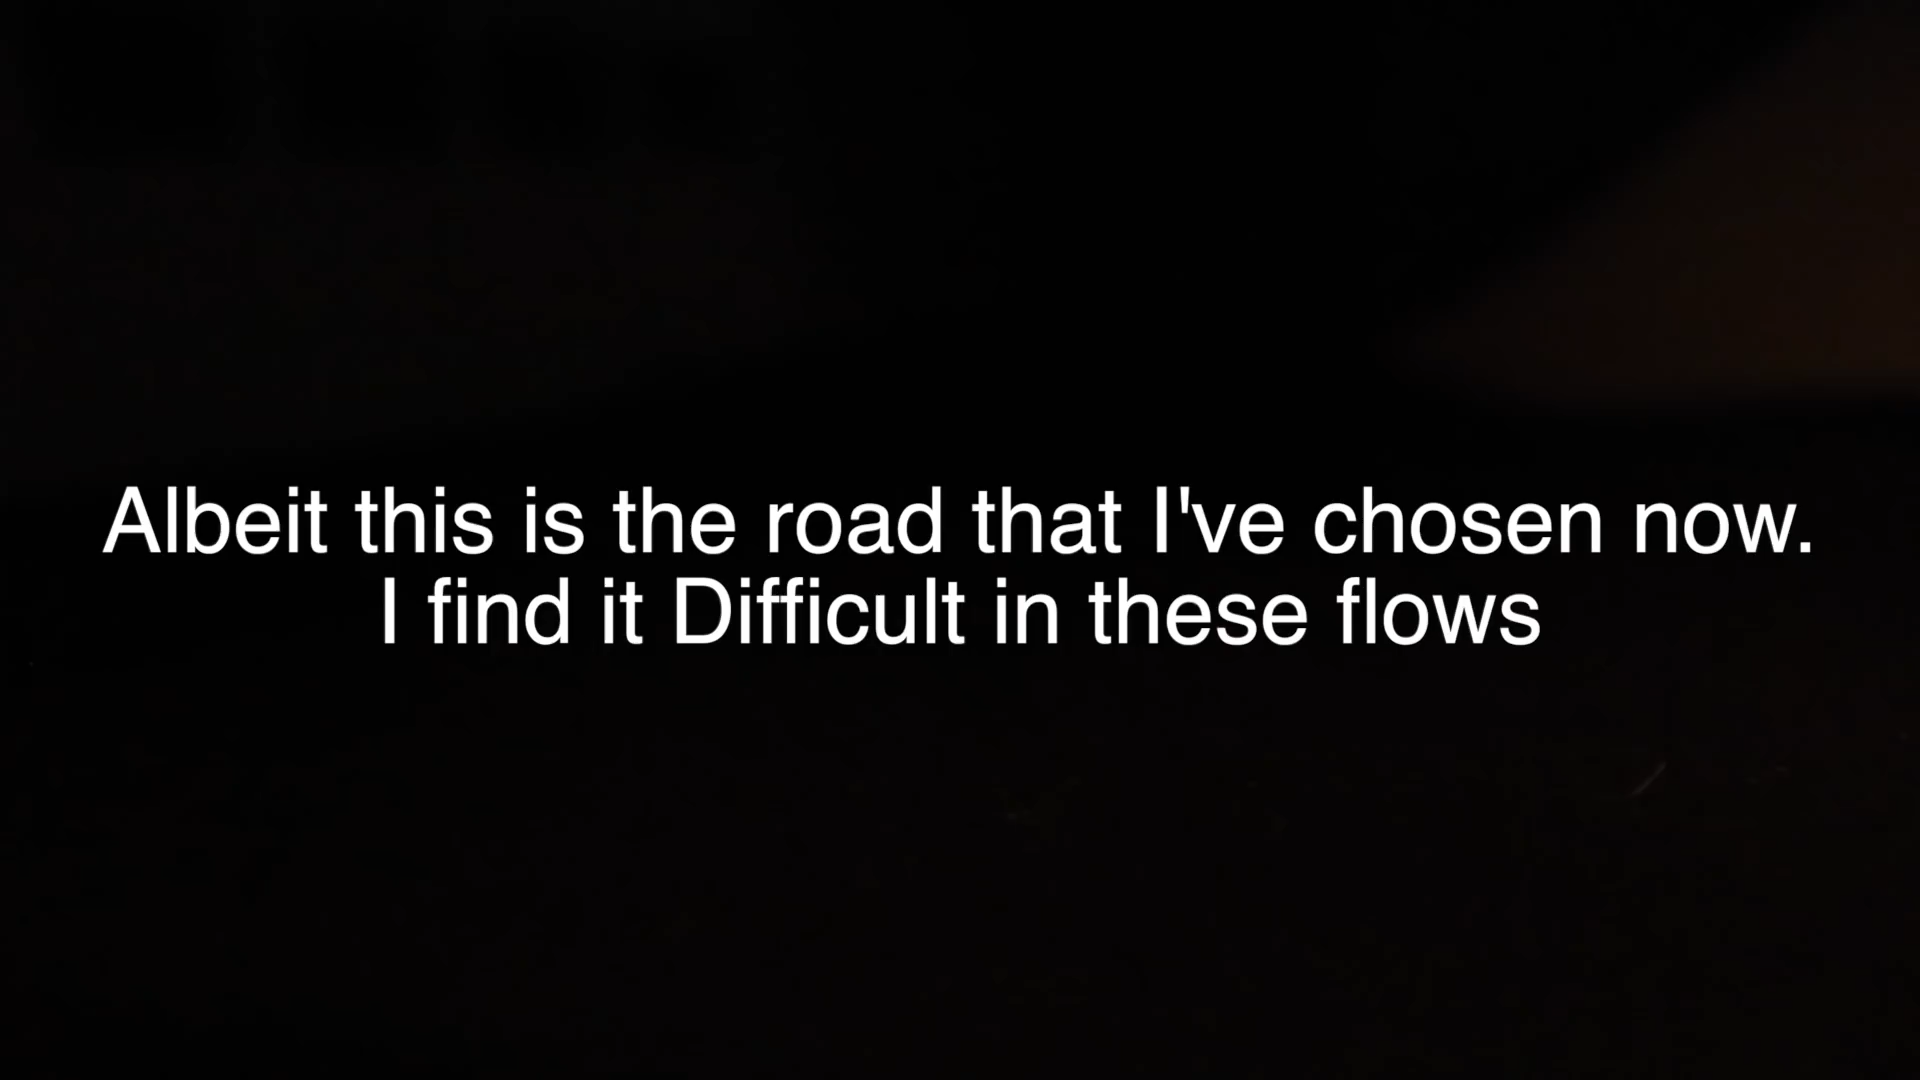 Albeit this is the road that I've chosen now.
I find it Difficult in these flows